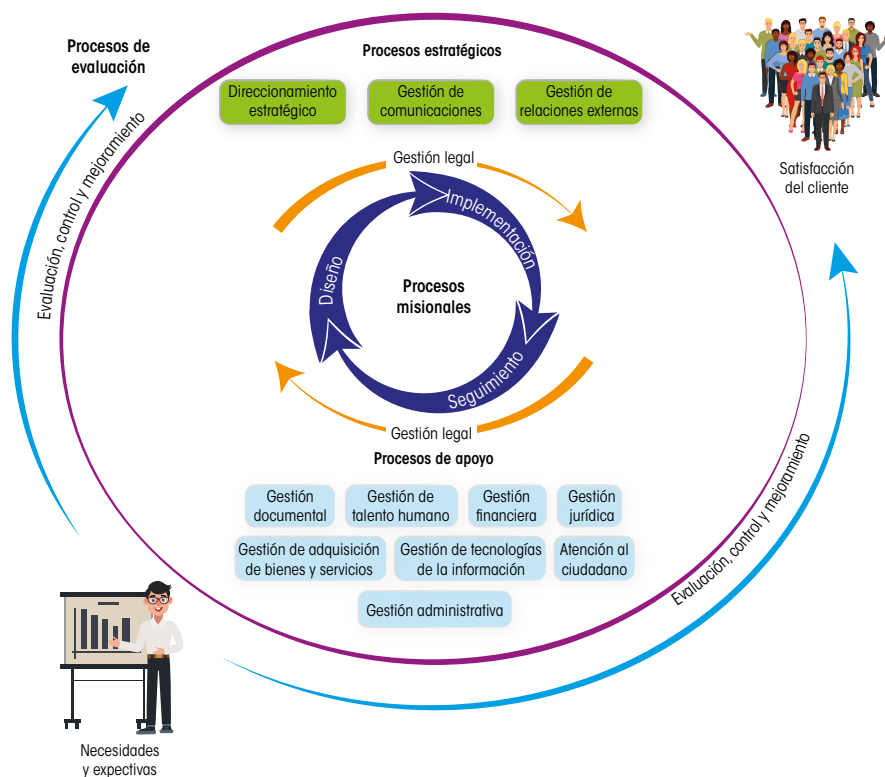 Procesos de
evaluación
Procesos estratégicos
Direccionamiento
estratégico
Gestión de
comunicaciones
Gestión de
relaciones externas
Satisfacción
del cliente
Evaluación, control y mejoramiento
Gestión legal
Implementación
Diseño
Procesos
misionales
Seguimiento
Gestión legal
Procesos de apoyo
Gestión
documental
Gestión de
talento humano
Gestión
financiera
Gestión
jurídica
Gestión de adquisición
de bienes y servicios
Gestión de tecnologías
de la información
Atención al
ciudadano
Gestión administrativa
Evaluación, control y mejoramiento
Necesidades
y expectivas